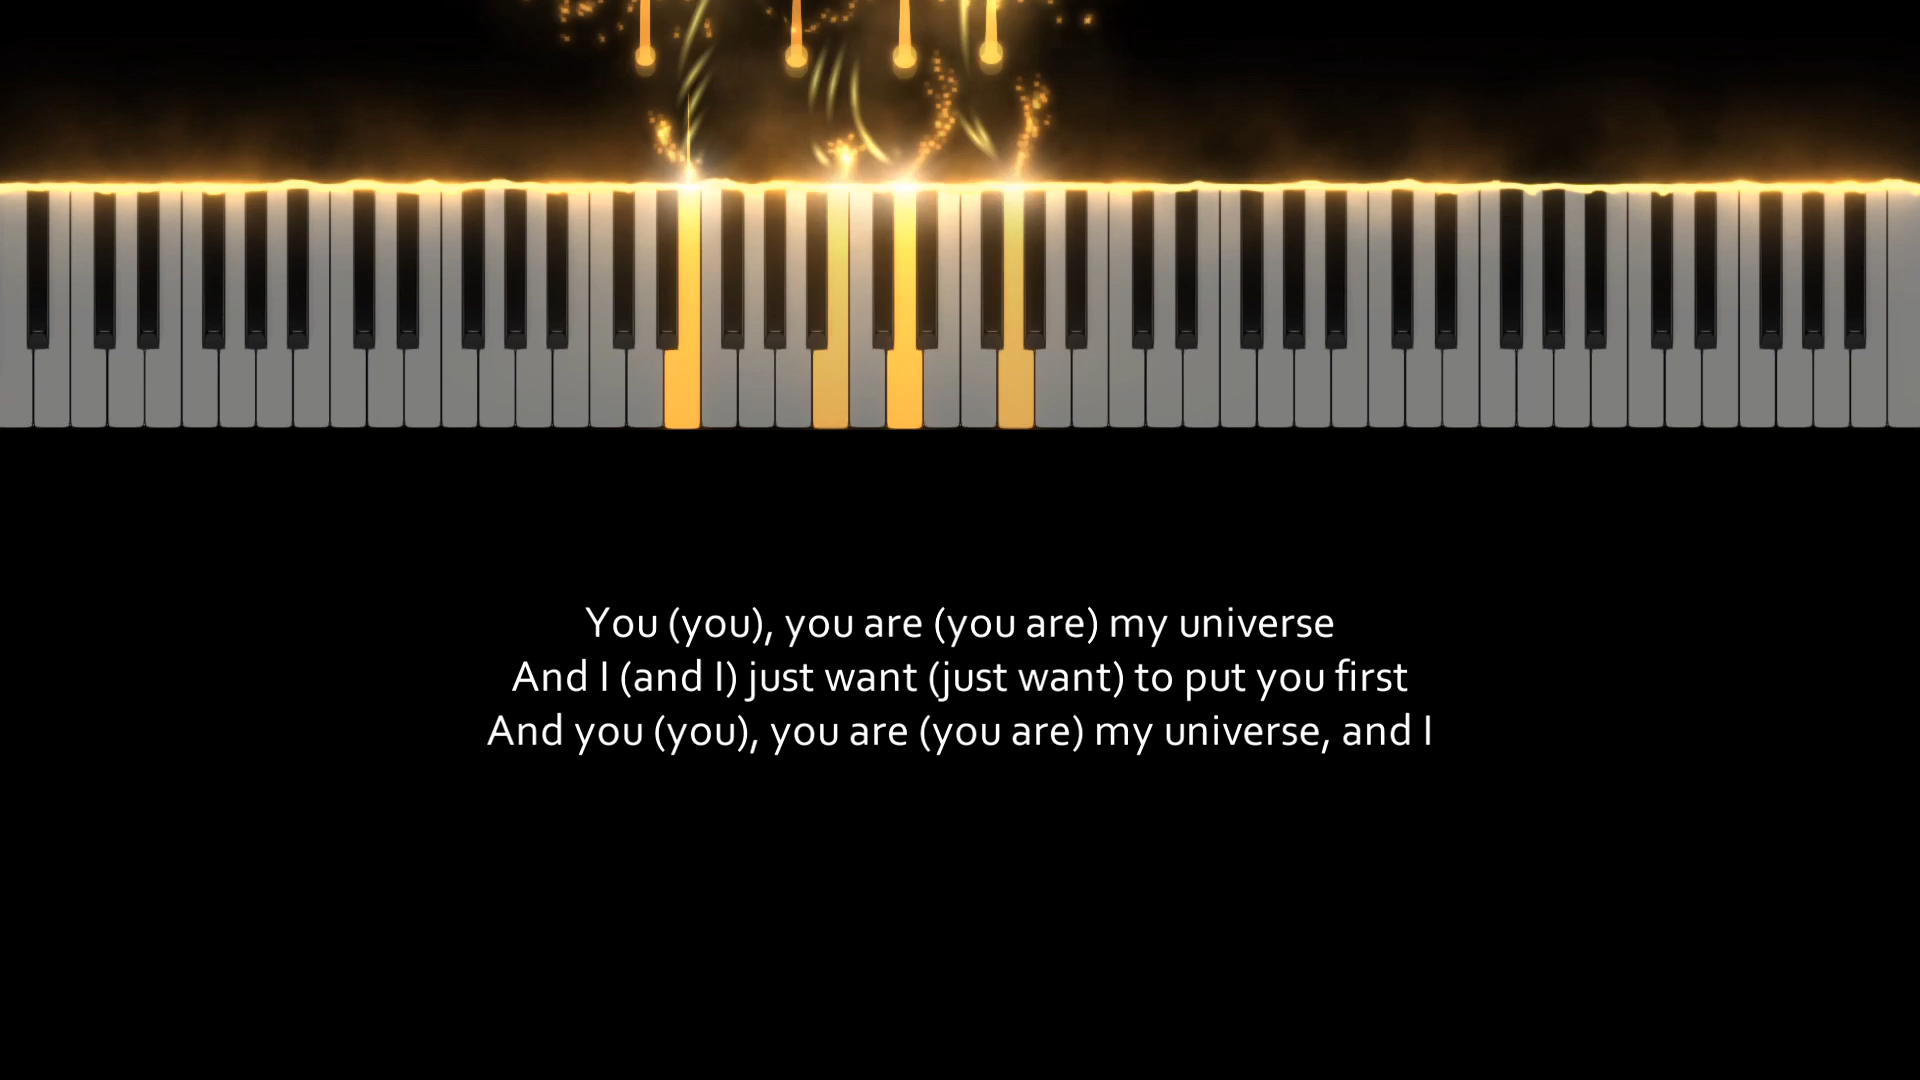 You (you), you are (you are) my universe
And I (and I) just want (just want) to put you first
And you (you), you are (you are) my universe, and I